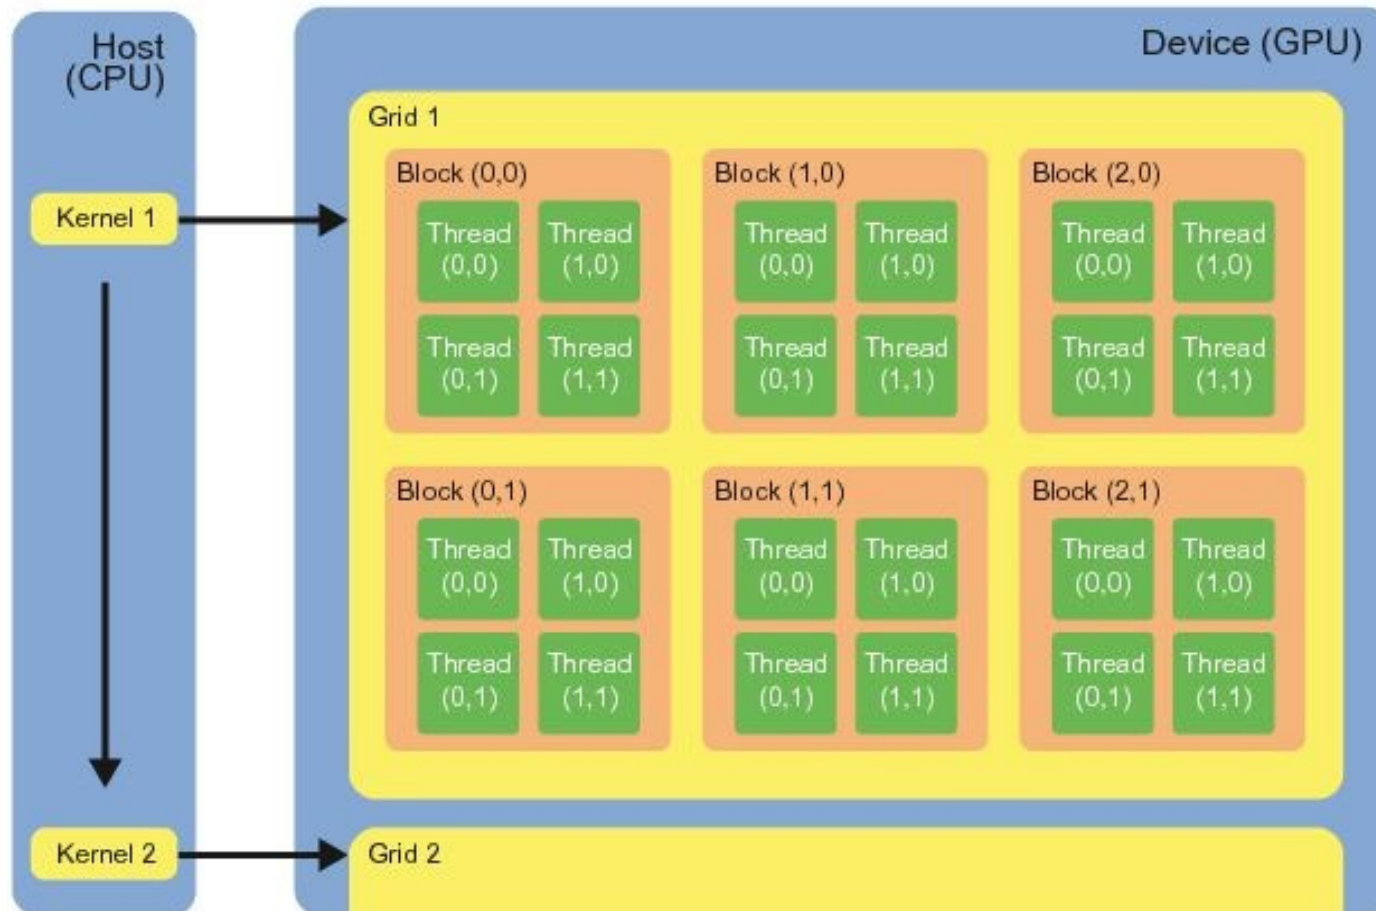 Host
(CPU)
Kernel 1
Kernel 2
Device (GPU)
Grid 1
Block (0,0)
Thread
(0,0)
Thread
(1,0)
Thread
(0,1)
Thread
(1,1)
Block (1,0)
Thread
(0,0)
Thread
(1,0)
Thread
(0,1)
Thread
(1,1)
Block (2,0)
Thread
(0,0)
Thread
(1,0)
Thread
(0,1)
Thread
(1,1)
Block (0,1)
Thread
(0,0)
Thread
(1,0)
Thread
(0,1)
Thread
(1,1)
Block (1,1)
Thread
(0,0)
Thread
(1,0)
Thread
(0,1)
Thread
(1,1)
Block (2,1)
Thread
(0,0)
Thread
(1,0)
Thread
(0,1)
Thread
(1,1)
Grid 2